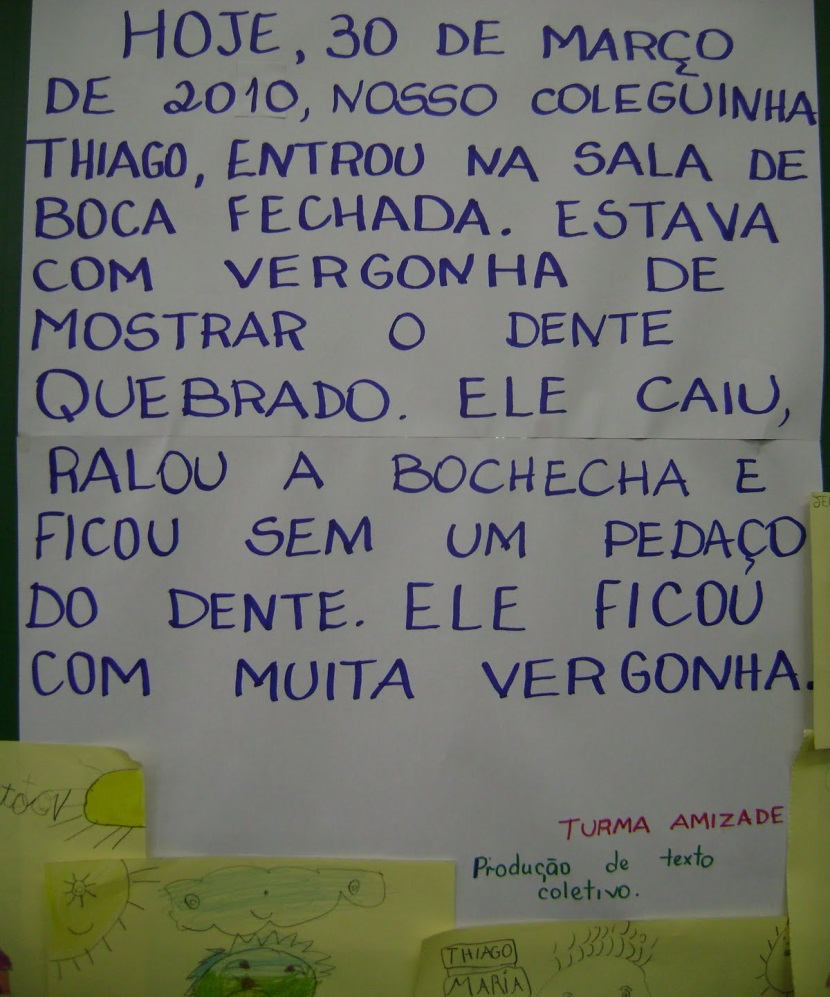 HOJE, 30 DE MARÇO
DE 2010, NOSSO COLEGUINHA
THIAGO, ENTROU NA SALA DE
BOCA FECHADA. ESTAVA
COM VERGONHA DE
MOSTRAR O DENTE
QUEBRADO. ELE CAIU,
RALOU A BOCHECHA E
FICOU SEM UM PEDAÇO
DO DENTE. ELE FICOU
COM MUITA VERGONHA.
TURMA AMIZADE
Produção de texto
coletivo.
THIAGO
MARIA